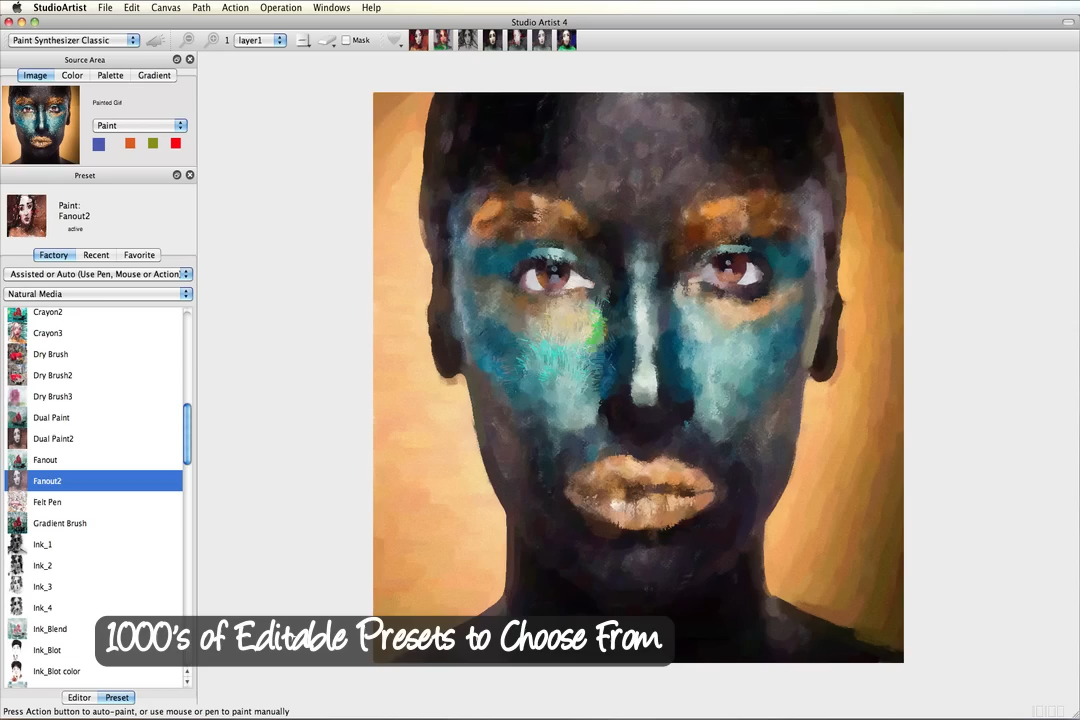 StudioArtist File Edit Canvas Path Action Operation Windows Help
Studio Artist 4
Paint Synthesizer Classic 1 layer1 Mask
Source Area
Image Color Palette Gradient
Painted Girl
Paint
Preset
Paint:
Fanout2
active
Factory Recent Favorite
Assisted or Auto (Use Pen, Mouse or Action)
Natural Media
Crayon2
Crayon3
Dry Brush
Dry Brush2
Dry Brush3
Dual Paint
Dual Paint2
Fanout
Fanout2
Felt Pen
Gradient Brush
Ink_1
Ink_2
Ink_3
Ink_4
Ink_Blend
Ink_Blot
Ink_Blot color
1000's of Editable Presets to Choose From
Editor Preset
Press Action button to auto-paint, or use mouse or pen to paint manually